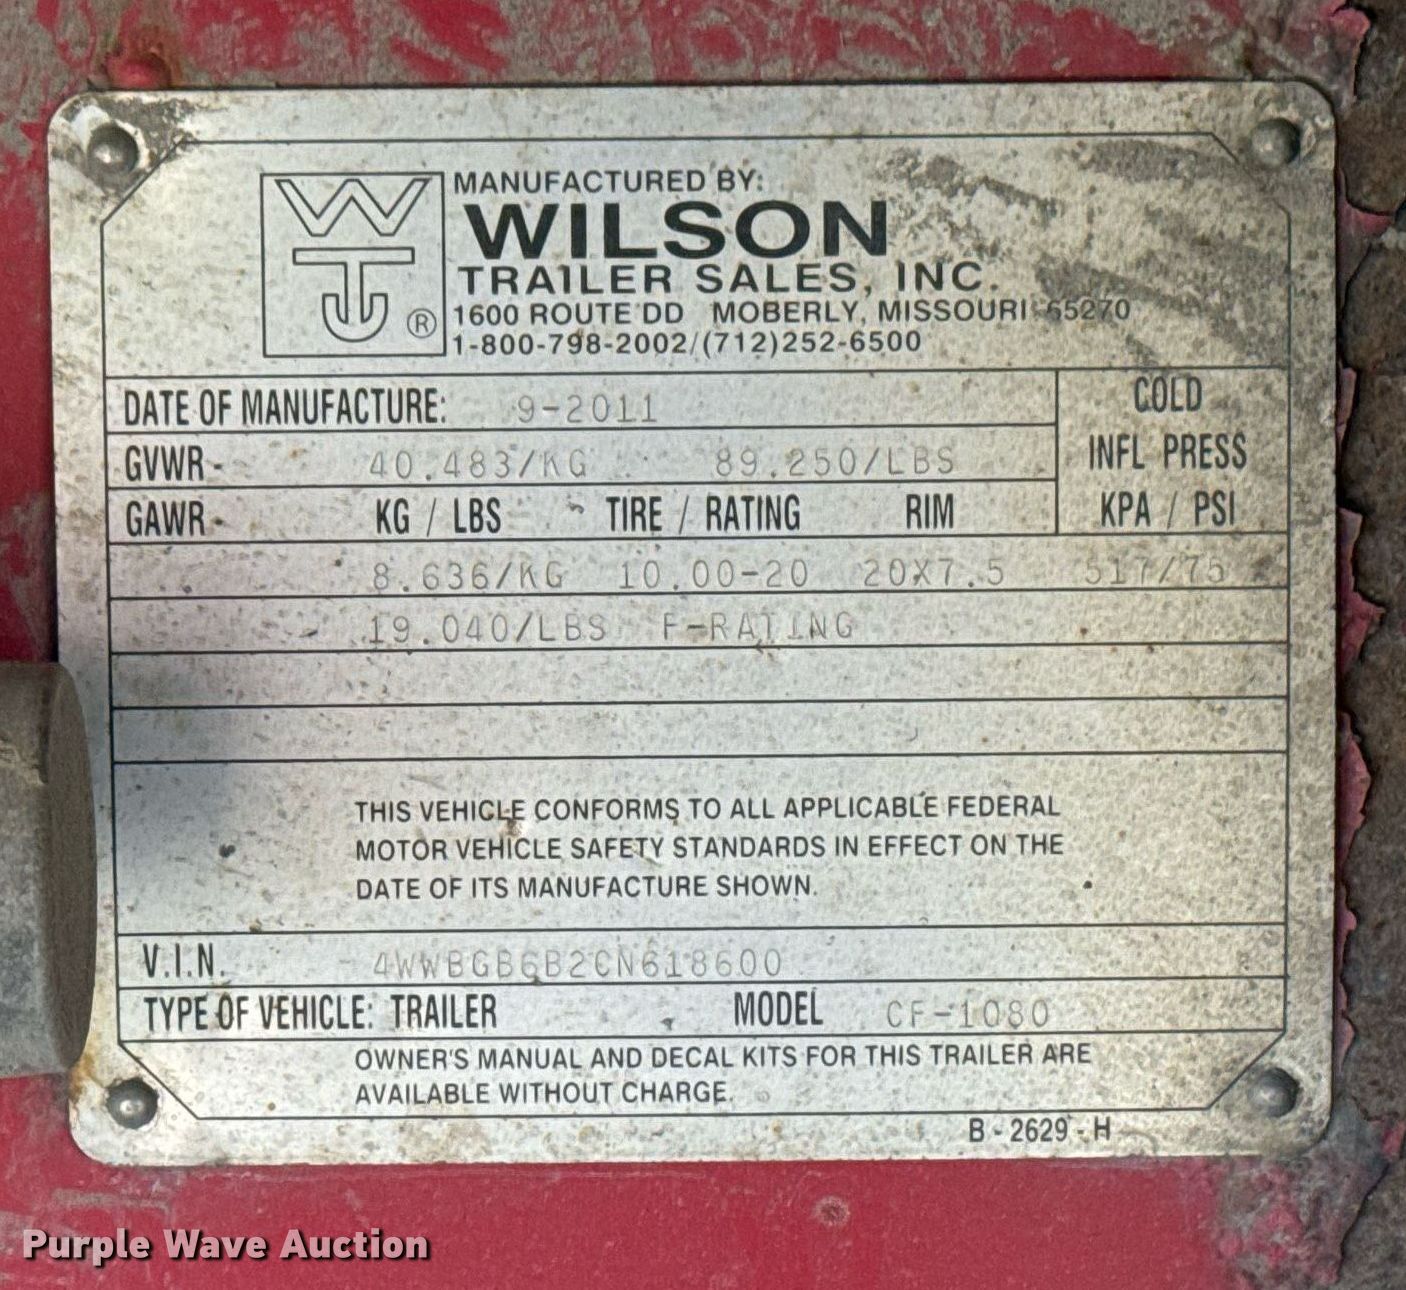 WTJ ®
MANUFACTURED BY:
WILSON
TRAILER SALES, INC.
1600 ROUTE DD MOBERLY, MISSOURI 65270
1-800-798-2002/(712)252-6500
DATE OF MANUFACTURE: 9-2011
COLD
INFL PRESS
KPA / PSI
GVWR- 40.483/KG 89.250/LBS
GAWR- KG / LBS TIRE / RATING RIM
8.636/KG 10.00-20 20X7.5 517/75
19.040/LBS F-RATING
THIS VEHICLE CONFORMS TO ALL APPLICABLE FEDERAL
MOTOR VEHICLE SAFETY STANDARDS IN EFFECT ON THE
DATE OF ITS MANUFACTURE SHOWN.
V.I.N. 4WWBGB6B2CN618600
TYPE OF VEHICLE: TRAILER MODEL CF-1080
OWNER'S MANUAL AND DECAL KITS FOR THIS TRAILER ARE
AVAILABLE WITHOUT CHARGE.
B - 2629 - H
Purple Wave Auction